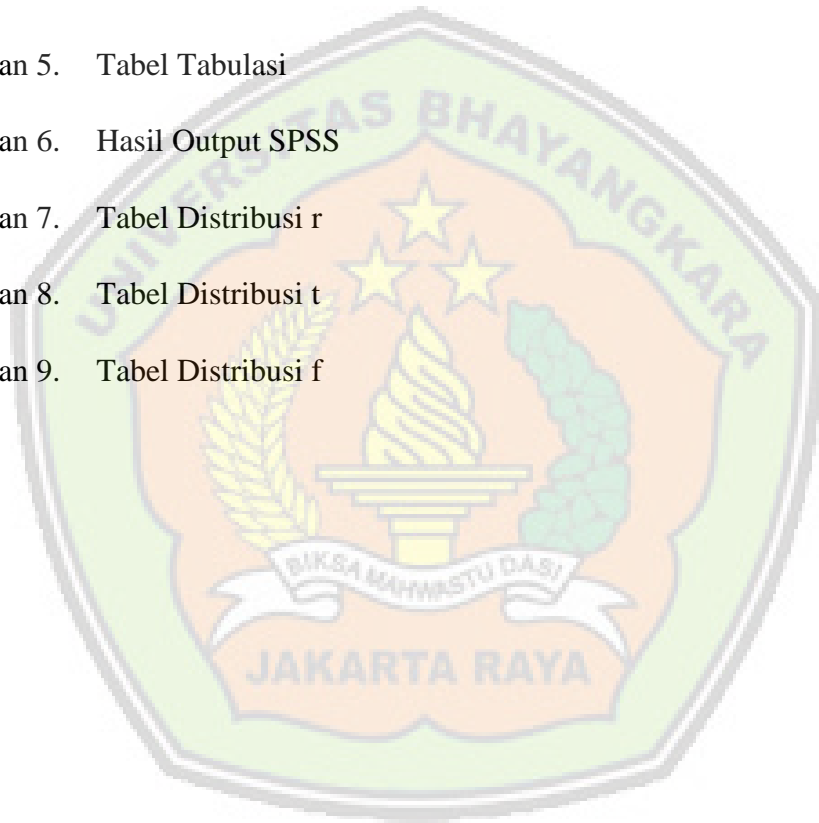 an 5. Tabel Tabulasi
an 6. Hasil Output SPSS
an 7. Tabel Distribusi r
an 8. Tabel Distribusi t
an 9. Tabel Distribusi f
UNIVERSITAS BHAYANGKARA
BIKSA MAHWASTU DASI
JAKARTA RAYA